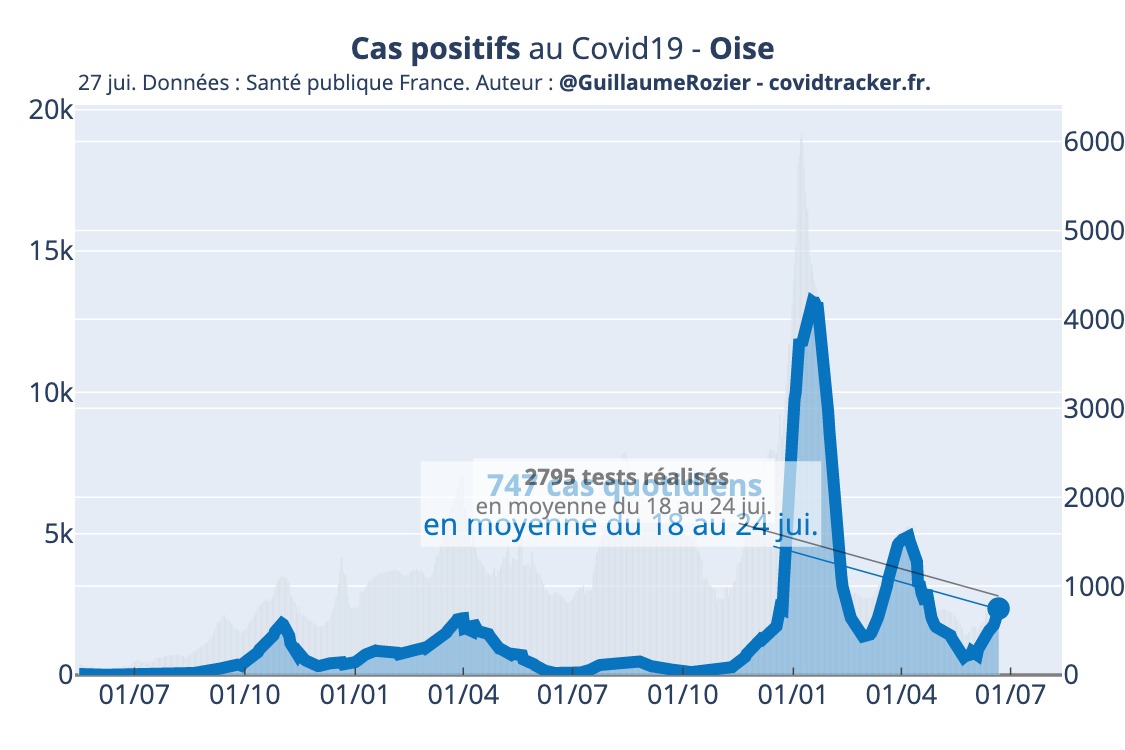 Cas positifs au Covid19 - Oise
27 jui. Données : Santé publique France. Auteur : @GuillaumeRozier - covidtracker.fr.
20k
6000
15k
5000
4000
10k
3000
2795 tests réalisés
747 cas quotidiens
en moyenne du 18 au 24 jui.
en moyenne du 18 au 24 jui.
2000
5k
1000
0
0
01/07 01/10 01/01 01/04 01/07 01/10 01/01 01/04 01/07